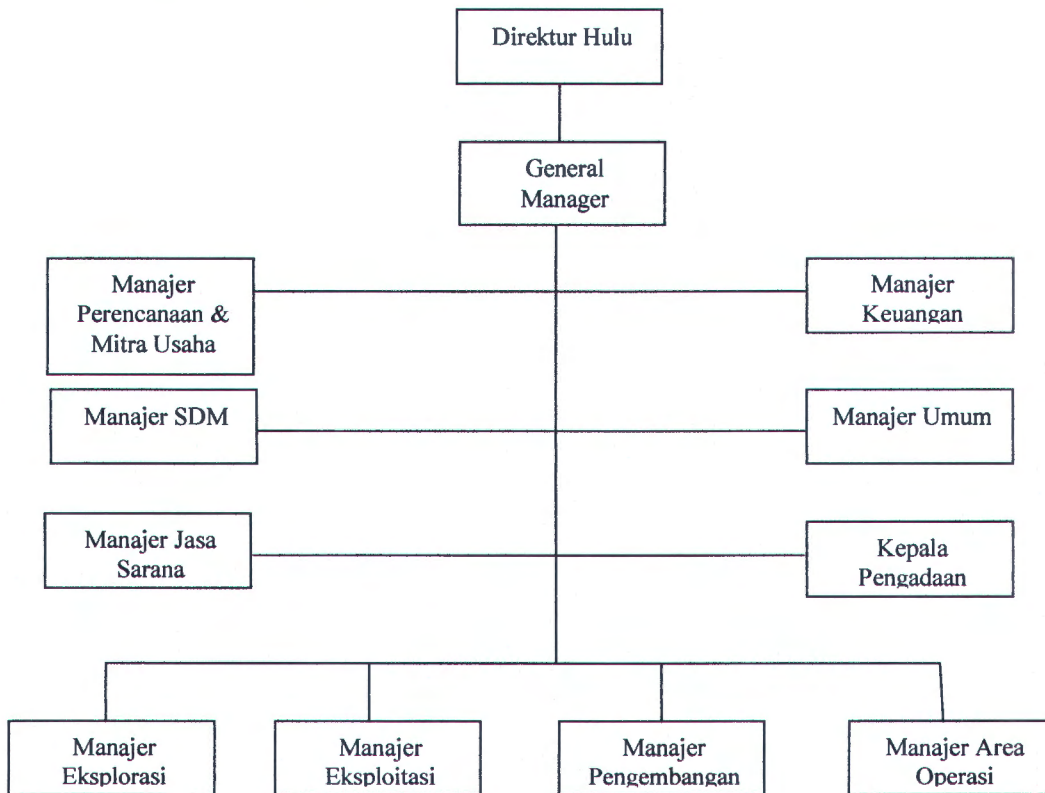 Direktur Hulu
General
Manager
Manajer
Perencanaan &
Mitra Usaha
Manajer
Keuangan
Manajer SDM
Manajer Umum
Manajer Jasa
Sarana
Kepala
Pengadaan
Manajer
Eksplorasi
Manajer
Eksploitasi
Manajer
Pengembangan
Manajer Area
Operasi